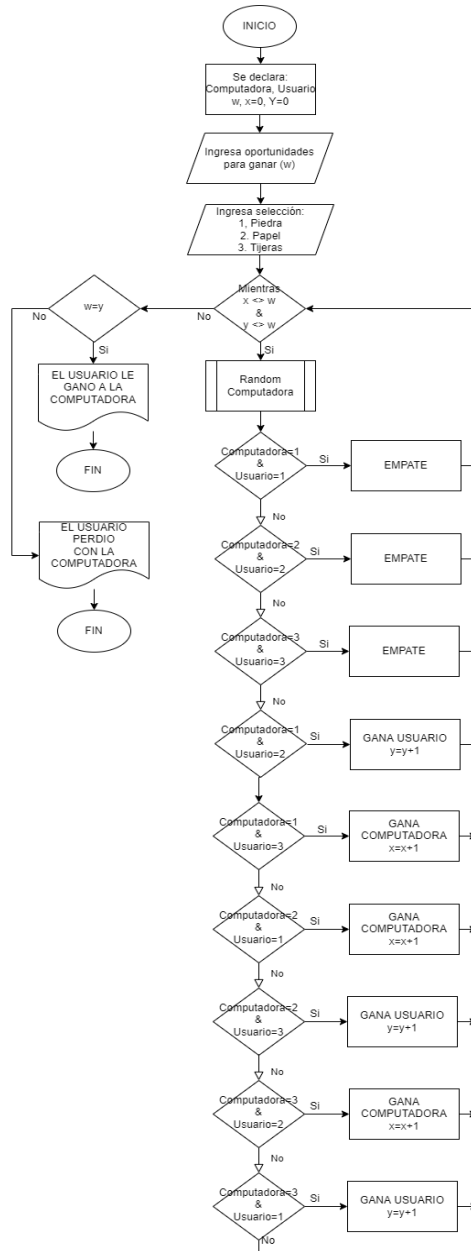 INICIO
Se declara:
Computadora, Usuario
w, x=0, Y=0
Ingresa oportunidades
para ganar (w)
Ingresa selección:
1, Piedra
2. Papel
3. Tijeras
Mientras
x <> w
&
y <> w
No
Si
w=y
No
Si
EL USUARIO LE
GANO A LA
COMPUTADORA
FIN
EL USUARIO
PERDIO
CON LA
COMPUTADORA
FIN
Random
Computadora
Computadora=1
&
Usuario=1
Si
EMPATE
No
Computadora=2
&
Usuario=2
Si
EMPATE
No
Computadora=3
&
Usuario=3
Si
EMPATE
No
Computadora=1
&
Usuario=2
Si
GANA USUARIO
y=y+1
Computadora=1
&
Usuario=3
Si
GANA
COMPUTADORA
x=x+1
No
Computadora=2
&
Usuario=1
Si
GANA
COMPUTADORA
x=x+1
No
Computadora=2
&
Usuario=3
Si
GANA USUARIO
y=y+1
No
Computadora=3
&
Usuario=2
Si
GANA
COMPUTADORA
x=x+1
No
Computadora=3
&
Usuario=1
Si
GANA USUARIO
y=y+1
No